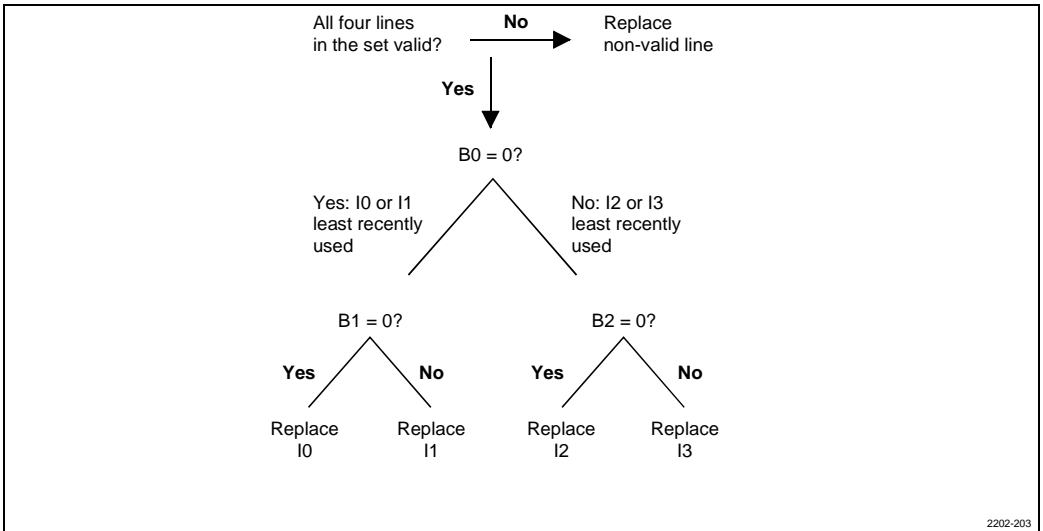 All four lines
in the set valid?
No
Replace
non-valid line
Yes
B0 = 0?
Yes: I0 or I1
least recently
used
No: I2 or I3
least recently
used
B1 = 0?
B2 = 0?
Yes
No
Yes
No
Replace
I0
Replace
I1
Replace
I2
Replace
I3
2202-203